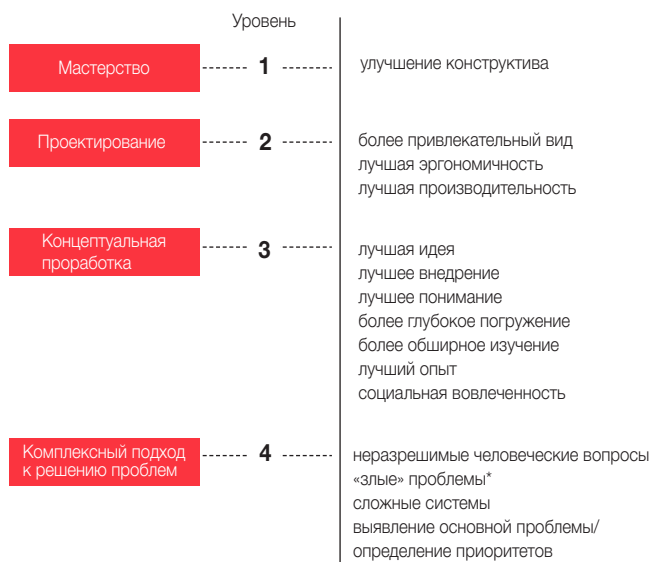 Уровень
Мастерство 1 улучшение конструктива
Проектирование 2 более привлекательный вид
лучшая эргономичность
лучшая производительность
Концептуальная
проработка
3
лучшая идея
лучшее внедрение
лучшее понимание
более глубокое погружение
более обширное изучение
лучший опыт
социальная вовлеченность
Комплексный подход
к решению проблем
4
неразрешимые человеческие вопросы
«злые» проблемы*
сложные системы
выявление основной проблемы/
определение приоритетов